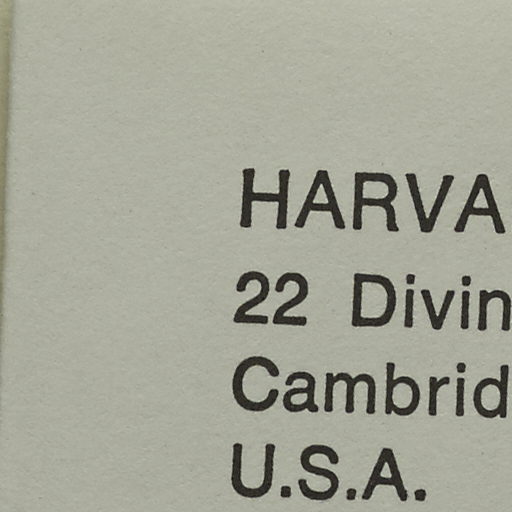 HARVA
22 Divin
Cambrid
U.S.A.